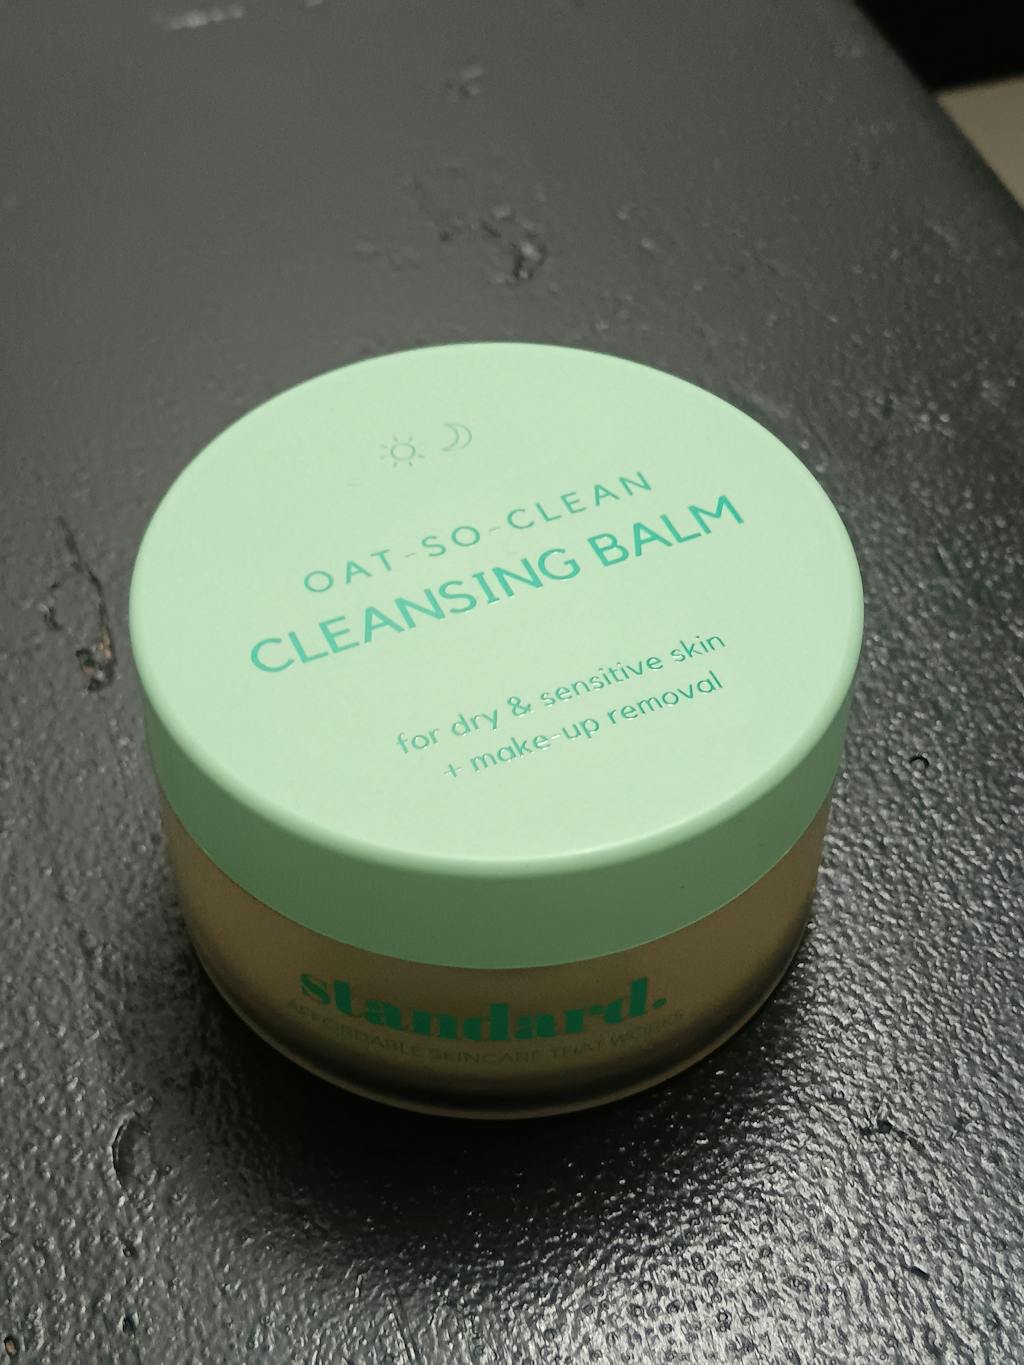 OAT-SO-CLEAN
CLEANSING BALM
for dry & sensitive skin
+ make-up removal
standard.
AFFORDABLE SKINCARE THAT WORKS